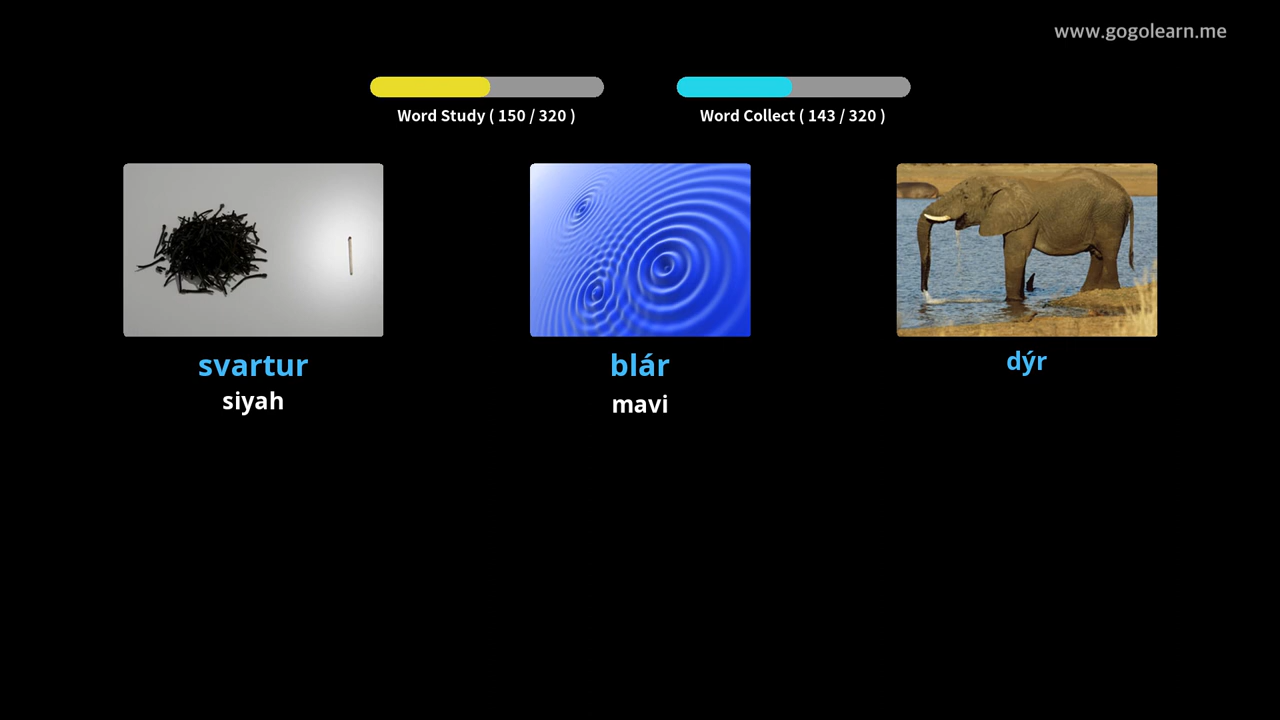 www.gogolearn.me
Word Study ( 150 / 320 )
Word Collect ( 143 / 320 )
svartur
siyah
blár
mavi
dýr